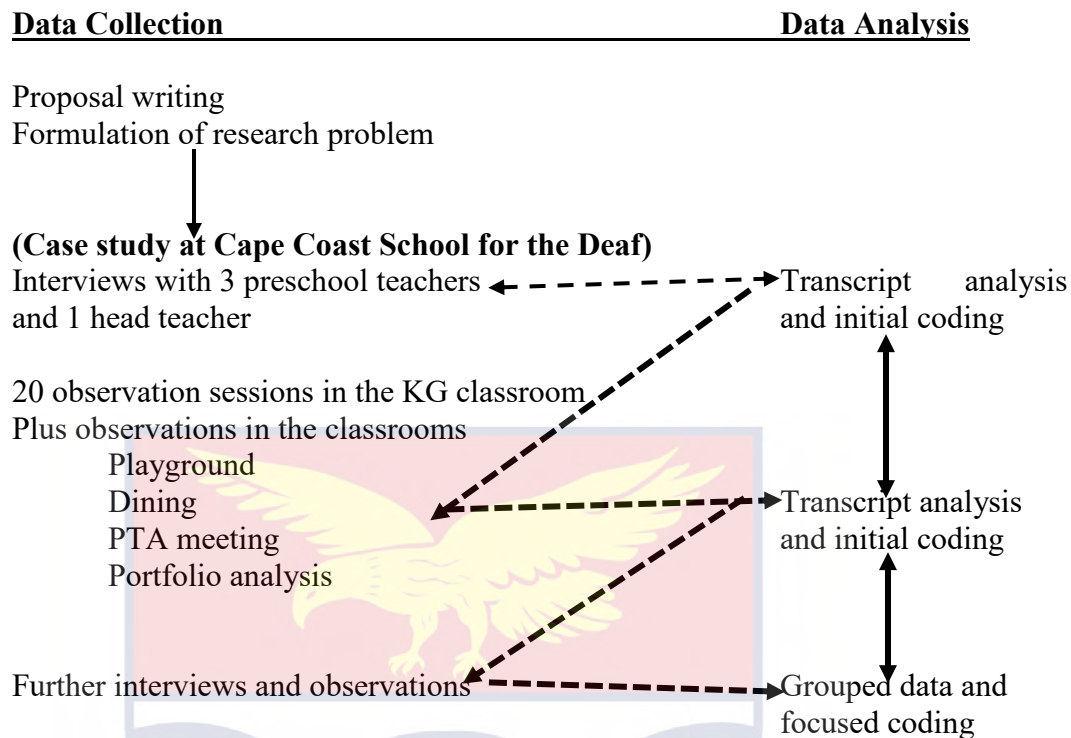 Data Collection Data Analysis
Proposal writing
Formulation of research problem
(Case study at Cape Coast School for the Deaf)
Interviews with 3 preschool teachers
and 1 head teacher
Transcript analysis
and initial coding
20 observation sessions in the KG classroom
Plus observations in the classrooms
Playground
Dining
PTA meeting
Portfolio analysis
Transcript analysis
and initial coding
Further interviews and observations
Grouped data and
focused coding